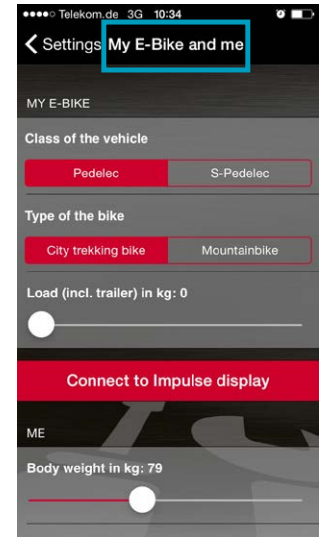 Telekom.de 3G 10:34
Settings My E-Bike and me
MY E-BIKE
Class of the vehicle
Pedelec S-Pedelec
Type of the bike
City trekking bike Mountainbike
Load (incl. trailer) in kg: 0
Connect to Impulse display
ME
Body weight in kg: 79